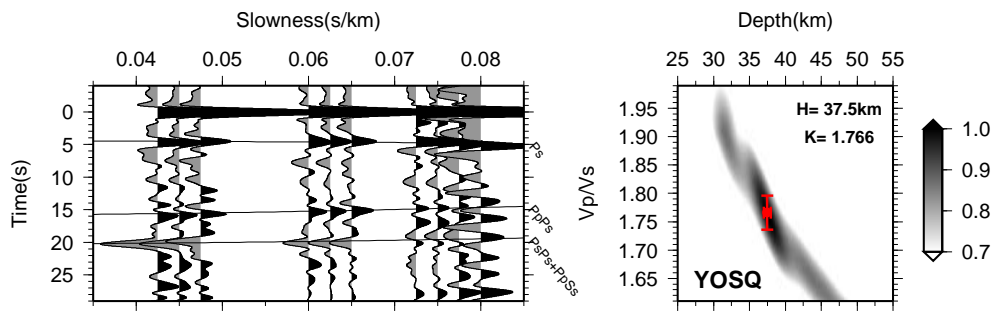 Slowness(s/km)
0.04 0.05 0.06 0.07 0.08
Time(s)
0
5
10
15
20
25
Ps
PpPs
PsPs+PpSs
Depth(km)
25 30 35 40 45 50 55
Vp/Vs
1.95
1.90
1.85
1.80
1.75
1.70
1.65
H= 37.5km
K= 1.766
YOSQ
1.0
0.9
0.8
0.7